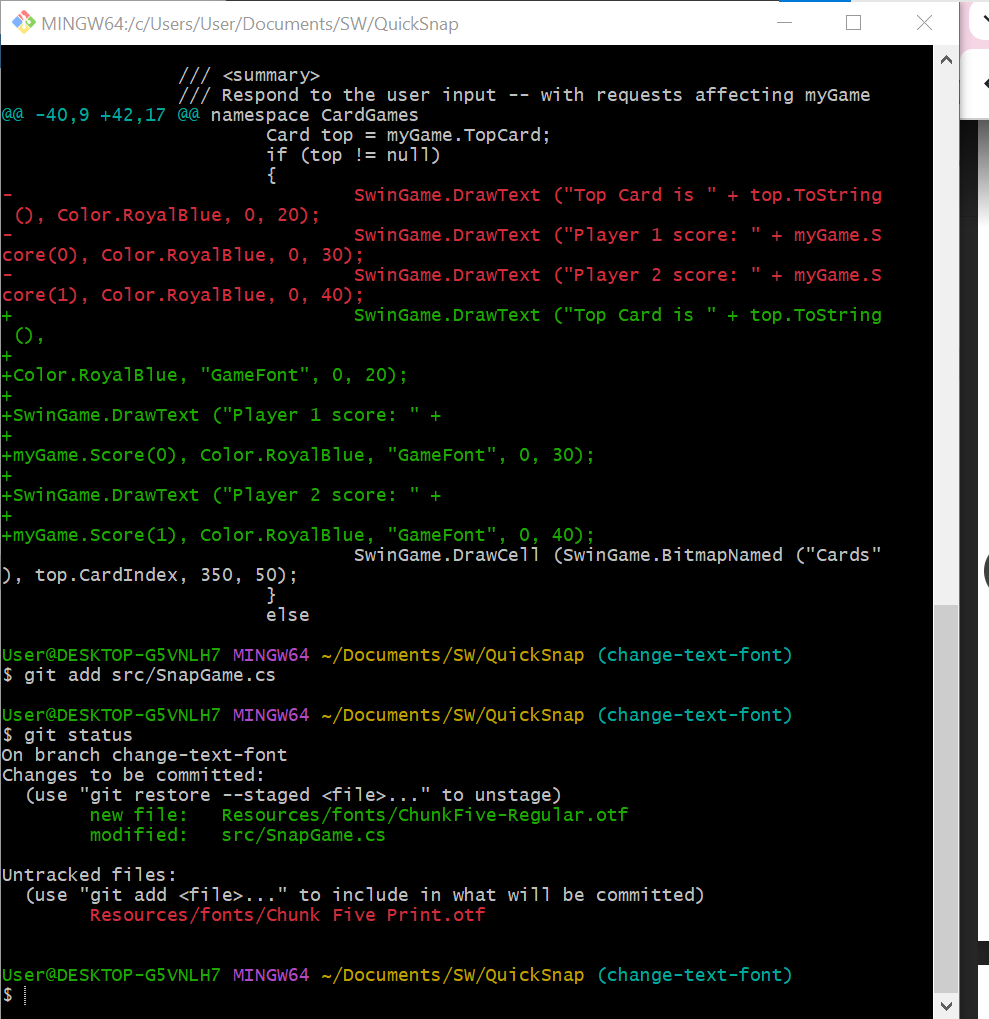 MINGW64:/c/Users/User/Documents/SW/QuickSnap
/// <summary>
/// Respond to the user input -- with requests affecting myGame
@@ -40,9 +42,17 @@ namespace CardGames
Card top = myGame.TopCard;
if (top != null)
{
- SwinGame.DrawText ("Top Card is " + top.ToString
(), Color.RoyalBlue, 0, 20);
- SwinGame.DrawText ("Player 1 score: " + myGame.S
core(0), Color.RoyalBlue, 0, 30);
- SwinGame.DrawText ("Player 2 score: " + myGame.S
core(1), Color.RoyalBlue, 0, 40);
+ SwinGame.DrawText ("Top Card is " + top.ToString
(),
+
+Color.RoyalBlue, "GameFont", 0, 20);
+
+SwinGame.DrawText ("Player 1 score: " +
+
+myGame.Score(0), Color.RoyalBlue, "GameFont", 0, 30);
+
+SwinGame.DrawText ("Player 2 score: " +
+
+myGame.Score(1), Color.RoyalBlue, "GameFont", 0, 40);
SwinGame.DrawCell (SwinGame.BitmapNamed ("Cards"
), top.CardIndex, 350, 50);
}
else
User@DESKTOP-G5VNLH7 MINGW64 ~/Documents/SW/QuickSnap (change-text-font)
$ git add src/SnapGame.cs
User@DESKTOP-G5VNLH7 MINGW64 ~/Documents/SW/QuickSnap (change-text-font)
$ git status
On branch change-text-font
Changes to be committed:
(use "git restore --staged <file>..." to unstage)
new file: Resources/fonts/ChunkFive-Regular.otf
modified: src/SnapGame.cs
Untracked files:
(use "git add <file>..." to include in what will be committed)
Resources/fonts/Chunk Five Print.otf
User@DESKTOP-G5VNLH7 MINGW64 ~/Documents/SW/QuickSnap (change-text-font)
$